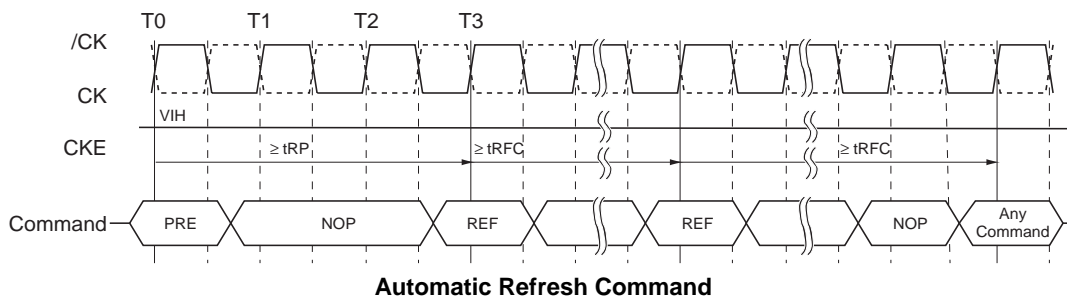 T0 T1 T2 T3
/CK
CK
VIH
CKE
≥ tRP ≥ tRFC ≥ tRFC
Command PRE NOP REF REF NOP Any Command
Automatic Refresh Command